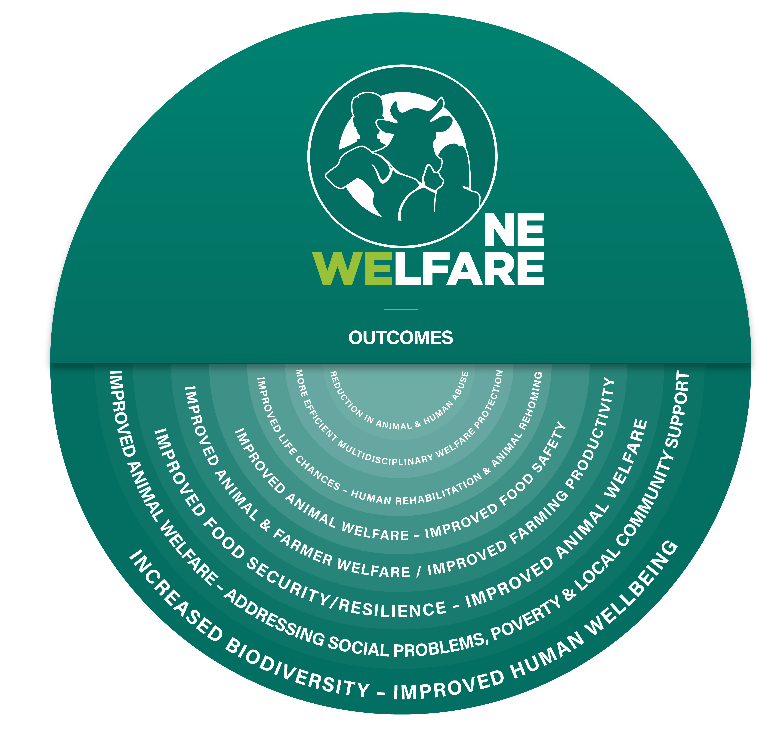 ONE
WELFARE
OUTCOMES
REDUCTION IN ANIMAL & HUMAN ABUSE
MORE EFFICIENT MULTIDISCIPLINARY WELFARE PROTECTION
IMPROVED LIFE CHANCES – HUMAN REHABILITATION & ANIMAL REHOMING
IMPROVED ANIMAL WELFARE – IMPROVED FOOD SAFETY
IMPROVED ANIMAL & FARMER WELFARE / IMPROVED FARMING PRODUCTIVITY
IMPROVED FOOD SECURITY/RESILIENCE – IMPROVED ANIMAL WELFARE
IMPROVED ANIMAL WELFARE – ADDRESSING SOCIAL PROBLEMS, POVERTY & LOCAL COMMUNITY SUPPORT
INCREASED BIODIVERSITY – IMPROVED HUMAN WELLBEING